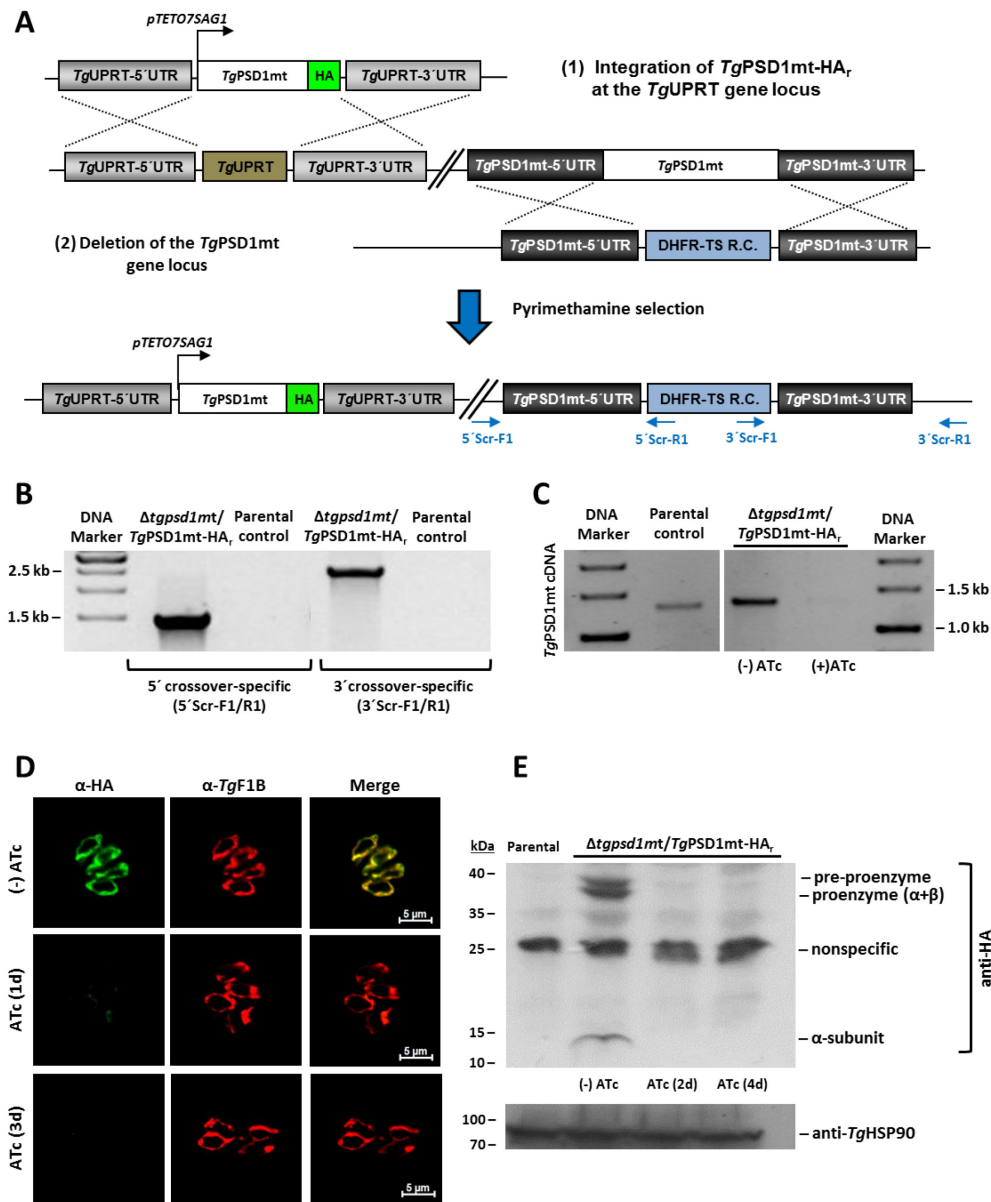 A
pTETO7SAG1
TgUPRT-5´UTR
TgPSD1mt
HA
TgUPRT-3´UTR
(1) Integration of TgPSD1mt-HAr
at the TgUPRT gene locus
TgUPRT-5´UTR
TgUPRT
TgUPRT-3´UTR
TgPSD1mt-5´UTR
TgPSD1mt
TgPSD1mt-3´UTR
(2) Deletion of the TgPSD1mt
gene locus
TgPSD1mt-5´UTR
DHFR-TS R.C.
TgPSD1mt-3´UTR
Pyrimethamine selection
pTETO7SAG1
TgUPRT-5´UTR
TgPSD1mt
HA
TgUPRT-3´UTR
TgPSD1mt-5´UTR
DHFR-TS R.C.
TgPSD1mt-3´UTR
5´Scr-F1
5´Scr-R1
3´Scr-F1
3´Scr-R1
B
DNA
Marker
Δtgpsd1mt/
TgPSD1mt-HAr
Parental
control
Δtgpsd1mt/
TgPSD1mt-HAr
Parental
control
2.5 kb –
1.5 kb –
5´ crossover-specific
(5´Scr-F1/R1)
3´ crossover-specific
(3´Scr-F1/R1)
C
TgPSD1mt cDNA
DNA
Marker
Parental
control
Δtgpsd1mt/
TgPSD1mt-HAr
DNA
Marker
– 1.5 kb
– 1.0 kb
(-) ATc
(+)ATc
D
α-HA
α-TgF1B
Merge
(-) ATc
5 µm
ATc (1d)
5 µm
ATc (3d)
5 µm
E
kDa
Parental
Δtgpsd1mt/TgPSD1mt-HAr
40 –
35 –
25 –
15 –
10 –
– pre-proenzyme
– proenzyme (α+β)
– nonspecific
– α-subunit
anti-HA
(-) ATc
ATc (2d)
ATc (4d)
100 –
70 –
– anti-TgHSP90